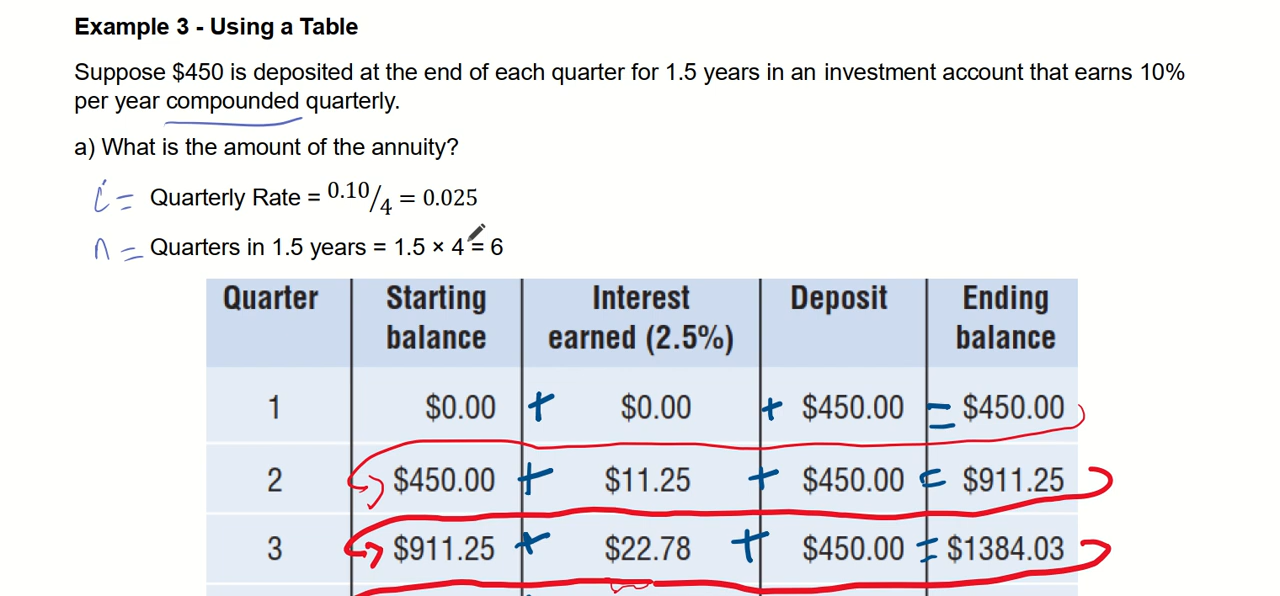 Example 3 - Using a Table
Suppose $450 is deposited at the end of each quarter for 1.5 years in an investment account that earns 10%
per year compounded quarterly.
a) What is the amount of the annuity?
i = Quarterly Rate = 0.10/4 = 0.025
n = Quarters in 1.5 years = 1.5 × 4 = 6
Quarter Starting balance Interest earned (2.5%) Deposit Ending balance
1 $0.00 + $0.00 + $450.00 = $450.00
2 $450.00 + $11.25 + $450.00 = $911.25
3 $911.25 + $22.78 + $450.00 = $1384.03